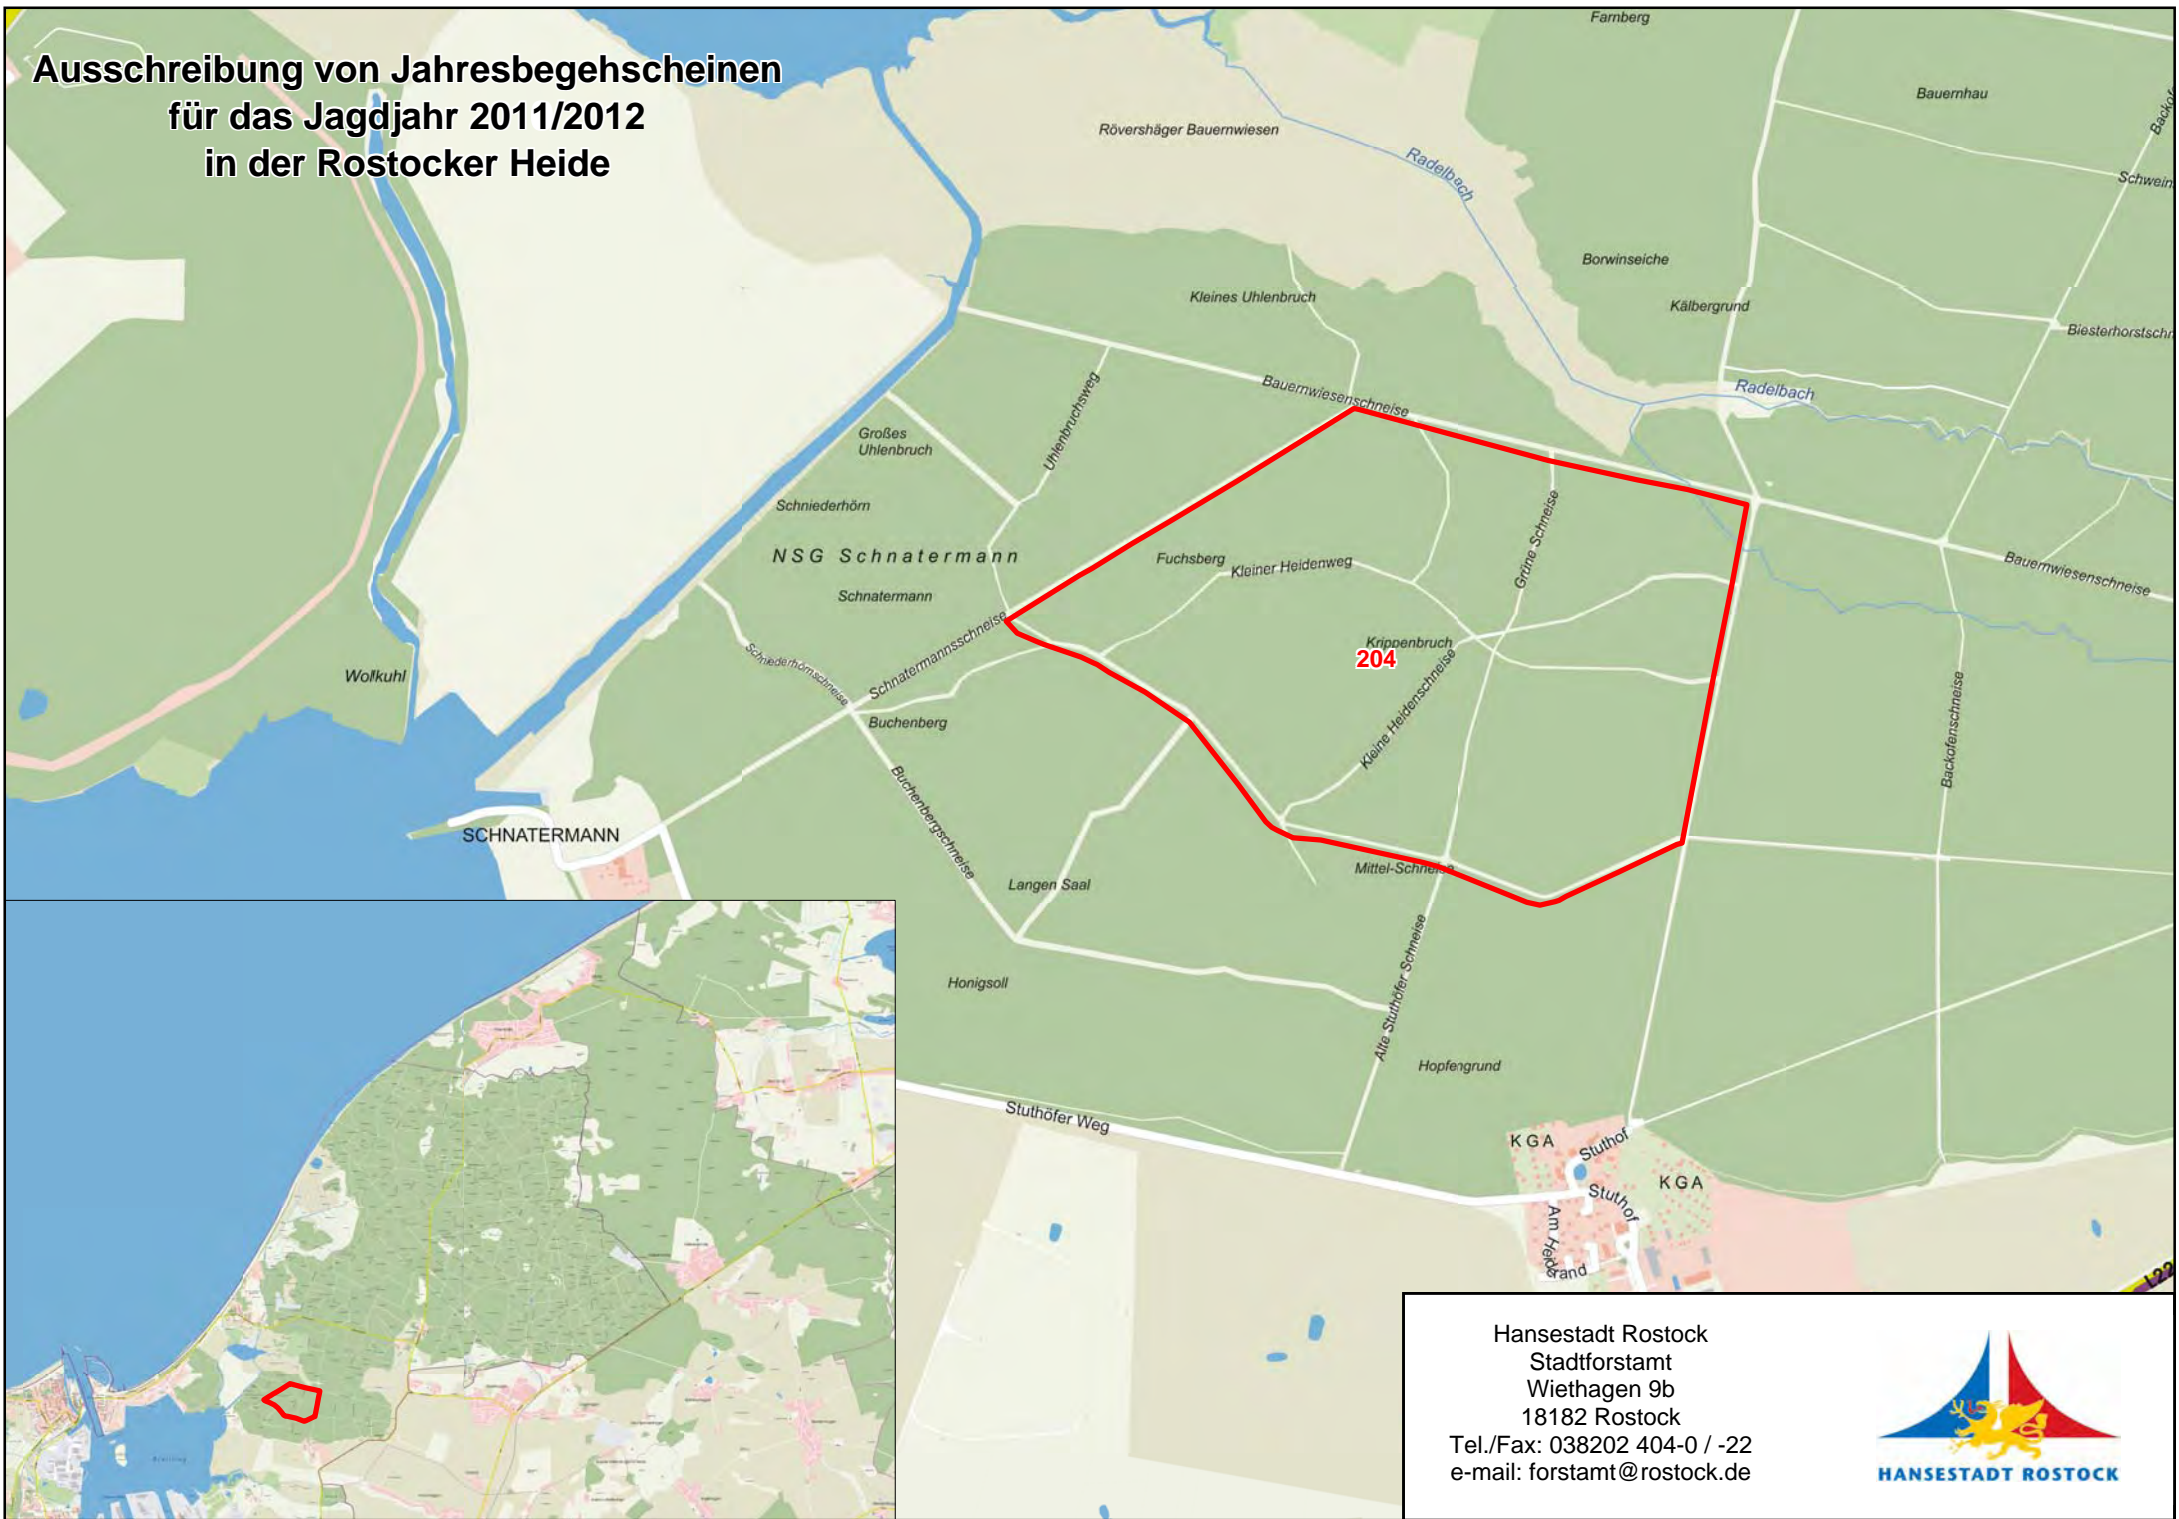 Ausschreibung von Jahresbegehscheinen
für das Jagdjahr 2011/2012
in der Rostocker Heide
Farnberg
Bauernhau
Rövershäger Bauernwiesen
Radelbach
Borwinseiche
Kälbergrund
Kleines Uhlenbruch
Radelbach
Bauernwiesenschneise
Uhlenbruchsweg
Großes
Uhlenbruch
Schniederhörn
NSG Schnatermann
Schnatermann
Fuchsberg
Kleiner Heidenweg
Grüne Schneise
Bauernwiesenschneise
Krippenbruch
204
Kleine Heidenschneise
Schnatermannsschneise
Schniederhörnschneise
Wollkuhl
Buchenberg
Buchenbergschneise
Backofenschneise
SCHNATERMANN
Mittel-Schneise
Langen Saal
Honigsoll
Alte Stuthöfer Schneise
Hopfengrund
Stuthöfer Weg
KGA
Stuthof
KGA
Stuthof
Am Heiderand
L22
Hansestadt Rostock
Stadtforstamt
Wiethagen 9b
18182 Rostock
Tel./Fax: 038202 404-0 / -22
e-mail: forstamt@rostock.de
HANSESTADT ROSTOCK